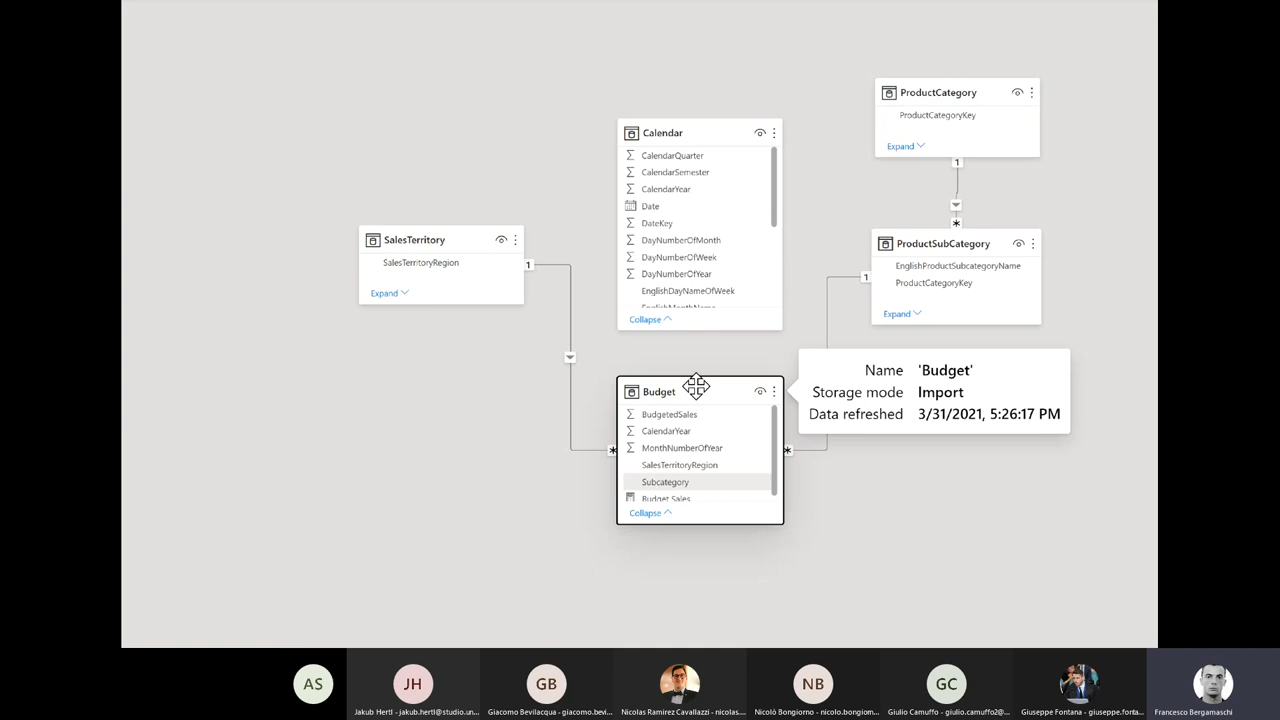 ProductCategory
ProductCategoryKey
Expand
1
*
Calendar
CalendarQuarter
CalendarSemester
CalendarYear
Date
DateKey
DayNumberOfMonth
DayNumberOfWeek
DayNumberOfYear
EnglishDayNameOfWeek
EnglishMonthName
Collapse
SalesTerritory
SalesTerritoryRegion
Expand
1
*
ProductSubCategory
EnglishProductSubcategoryName
ProductCategoryKey
Expand
1
*
Budget
BudgetedSales
CalendarYear
MonthNumberOfYear
SalesTerritoryRegion
Subcategory
Budget Sales
Collapse
Name 'Budget'
Storage mode Import
Data refreshed 3/31/2021, 5:26:17 PM
AS
JH
GB
NB
GC
Jakub Hertl - jakub.hertl@studio.un...
Giacomo Bevilacqua - giacomo.bevi...
Nicolas Ramirez Cavallazzi - nicolas....
Nicolò Bongiorno - nicolo.bongiorn...
Giulio Camuffo - giulio.camuffo2@...
Giuseppe Fontana - giuseppe.fonta...
Francesco Bergamaschi